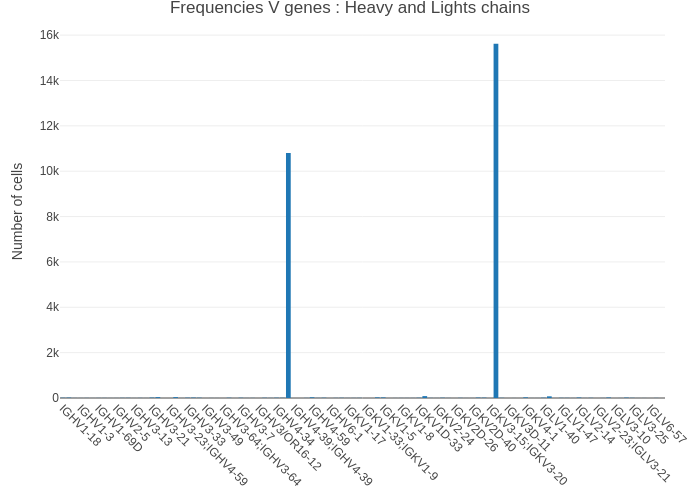 Frequencies V genes : Heavy and Lights chains
Number of cells
16k
14k
12k
10k
8k
6k
4k
2k
0
IGHV1-18
IGHV1-3
IGHV1-69D
IGHV2-5
IGHV3-13
IGHV3-21
IGHV3-23;IGHV4-59
IGHV3-33
IGHV3-49
IGHV3-64;IGHV3-64
IGHV3-7
IGHV3/OR16-12
IGHV4-34
IGHV4-39;IGHV4-39
IGHV4-59
IGHV6-1
IGKV1-17
IGKV1-33;IGKV1-9
IGKV1-5
IGKV1-8
IGKV1D-33
IGKV2-24
IGKV2D-26
IGKV2D-40
IGKV3-15;IGKV3-20
IGKV3D-11
IGKV4-1
IGLV1-40
IGLV1-47
IGLV2-14
IGLV2-23;IGLV3-21
IGLV3-10
IGLV3-25
IGLV6-57